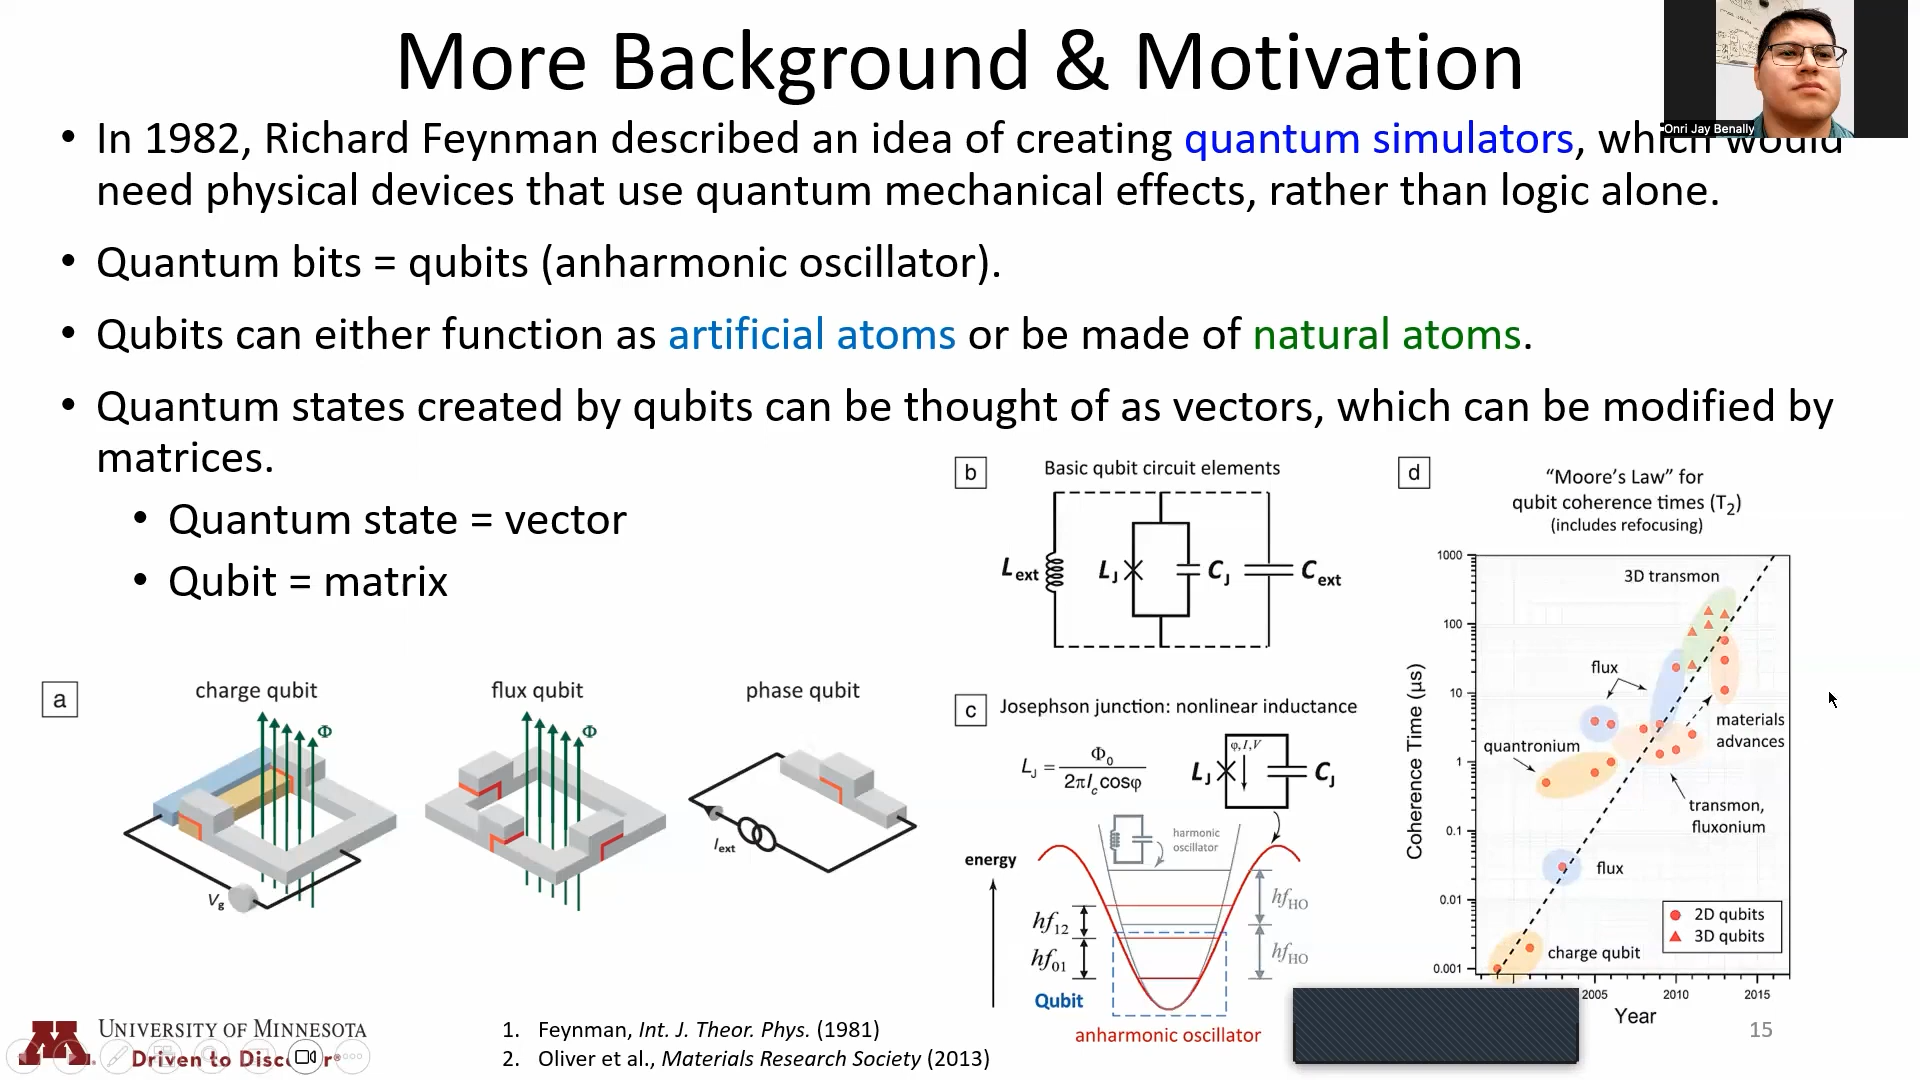 More Background & Motivation
Onri Jay Benally
• In 1982, Richard Feynman described an idea of creating quantum simulators, which would
need physical devices that use quantum mechanical effects, rather than logic alone.
• Quantum bits = qubits (anharmonic oscillator).
• Qubits can either function as artificial atoms or be made of natural atoms.
• Quantum states created by qubits can be thought of as vectors, which can be modified by
matrices.
• Quantum state = vector
• Qubit = matrix
a
charge qubit
flux qubit
phase qubit
Φ
Φ
Vg
Iext
b
Basic qubit circuit elements
Lext
LJ
CJ
Cext
c
Josephson junction: nonlinear inductance
LJ = Φ0 / 2πIc cosφ
φ, I, V
LJ
CJ
harmonic
oscillator
energy
hf12
hf01
hfHO
hfHO
Qubit
anharmonic oscillator
d
“Moore’s Law” for
qubit coherence times (T2)
(includes refocusing)
Coherence Time (µs)
1000
100
10
1
0.1
0.01
0.001
3D transmon
flux
quantronium
materials
advances
transmon,
fluxonium
flux
2D qubits
3D qubits
charge qubit
2005
2010
2015
Year
M
UNIVERSITY OF MINNESOTA
1. Feynman, Int. J. Theor. Phys. (1981)
2. Oliver et al., Materials Research Society (2013)
15